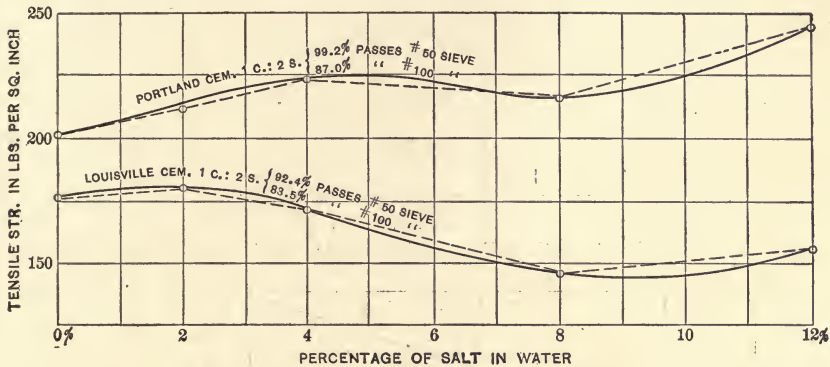 250
200
150
TENSILE STR. IN LBS. PER SQ. INCH
PORTLAND CEM. 1 C.: 2 S. { 99.2% PASSES #50 SIEVE
87.0% “ #100 “
LOUISVILLE CEM. 1 C.: 2 S. { 92.4% PASSES #50 SIEVE
83.5% “ #100 “
0% 2 4 6 8 10 12%
PERCENTAGE OF SALT IN WATER